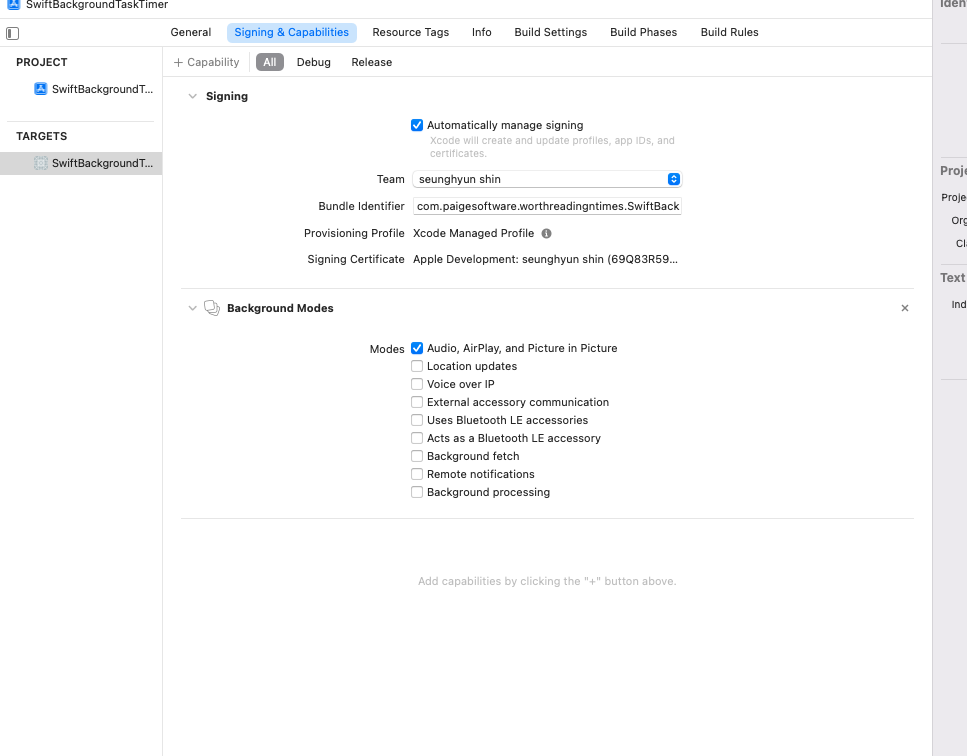 SwiftBackgroundTaskTimer
General Signing & Capabilities Resource Tags Info Build Settings Build Phases Build Rules
PROJECT
SwiftBackgroundT...
TARGETS
SwiftBackgroundT...
+ Capability All Debug Release
Signing
Automatically manage signing
Xcode will create and update profiles, app IDs, and
certificates.
Team seunghyun shin
Bundle Identifier com.paigesoftware.worthreadingntimes.SwiftBack
Provisioning Profile Xcode Managed Profile
Signing Certificate Apple Development: seunghyun shin (69Q83R59...
Background Modes
Modes Audio, AirPlay, and Picture in Picture
Location updates
Voice over IP
External accessory communication
Uses Bluetooth LE accessories
Acts as a Bluetooth LE accessory
Background fetch
Remote notifications
Background processing
Add capabilities by clicking the "+" button above.
Iden
Proje
Proje
Org
Cl
Text
Ind